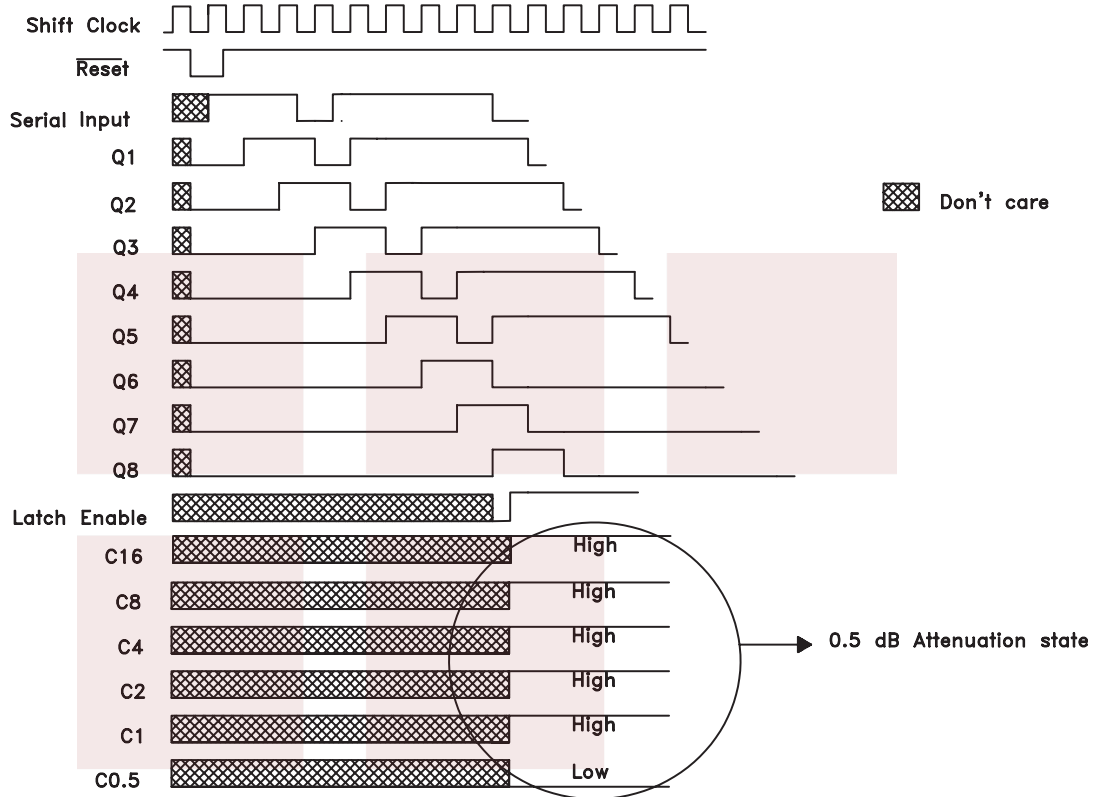 Shift Clock
Reset
Serial Input
Q1
Q2
Don't care
Q3
Q4
Q5
Q6
Q7
Q8
Latch Enable
C16 High
C8 High
C4 High
0.5 dB Attenuation state
C2 High
C1 High
C0.5 Low